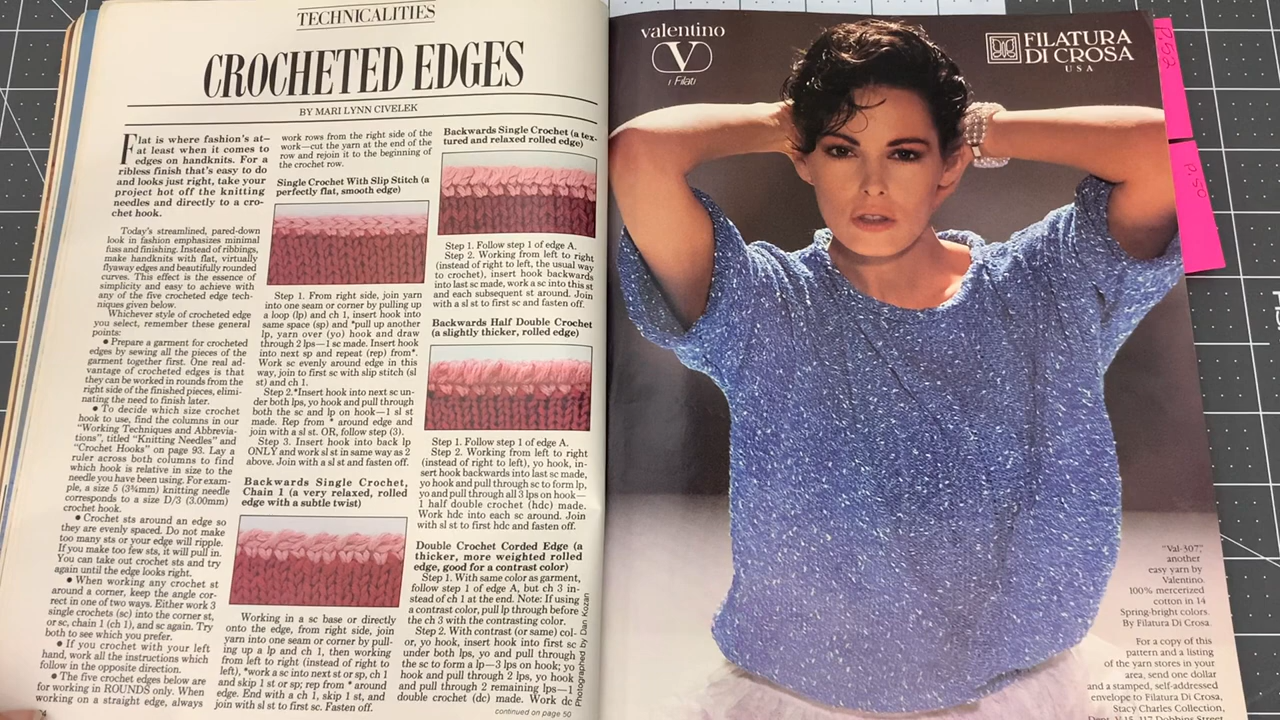 TECHNICALITIES
CROCHETED EDGES
BY MARI LYNN CIVELEK
Flat is where fashion's at—
at least when it comes to
edges on handknits. For a
ribless finish that's easy to do
and looks just right, take your
project hot off the knitting
needles and directly to a cro-
chet hook.
Today's streamlined, pared-down
look in fashion emphasizes minimal
fuss and finishing. Instead of ribbings,
make handknits with flat, virtually
flyaway edges and beautifully rounded
curves. This effect is the essence of
simplicity and easy to achieve with
any of the five crocheted edge tech-
niques given below.
Whichever style of crocheted edge
you select, remember these general
points:
● Prepare a garment for crocheted
edges by sewing all the pieces of the
garment together first. One real ad-
vantage of crocheted edges is that
they can be worked in rounds from the
right side of the finished pieces, elimi-
nating the need to finish later.
● To decide which size crochet
hook to use, find the columns in our
"Working Techniques and Abbrevia-
tions", titled "Knitting Needles" and
"Crochet Hooks" on page 93. Lay a
ruler across both columns to find
which hook is relative in size to the
needle you have been using. For exam-
ple, a size 5 (3¾mm) knitting needle
corresponds to a size D/3 (3.00mm)
crochet hook.
● Crochet sts around an edge so
they are evenly spaced. Do not make
too many sts or your edge will ripple.
If you make too few sts, it will pull in.
You can take out crochet sts and try
again until the edge looks right.
● When working any crochet st
around a corner, keep the angle cor-
rect in one of two ways. Either work 3
single crochets (sc) into the corner st,
or sc, chain 1 (ch 1), and sc again. Try
both to see which you prefer.
● If you crochet with your left
hand, work all the instructions which
follow in the opposite direction.
● The five crochet edges below are
for working in ROUNDS only. When
working on a straight edge, always
work rows from the right side of the
work—cut the yarn at the end of the
row and rejoin it to the beginning of
the crochet row.
Single Crochet With Slip Stitch (a
perfectly flat, smooth edge)
Step 1. From right side, join yarn
into one seam or corner by pulling up
a loop (lp) and ch 1, insert hook into
same space (sp) and *pull up another
lp, yarn over (yo) hook and draw
through 2 lps—1 sc made. Insert hook
into next sp and repeat (rep) from*.
Work sc evenly around edge in this
way, join to first sc with slip stitch (sl
st) and ch 1.
Step 2.*Insert hook into next sc un-
der both lps, yo hook and pull through
both the sc and lp on hook—1 sl st
made. Rep from * around edge and
join with a sl st. OR, follow step (3).
Step 3. Insert hook into back lp
ONLY and work sl st in same way as 2
above. Join with a sl st and fasten off.
Backwards Single Crochet,
Chain 1 (a very relaxed, rolled
edge with a subtle twist)
Working in a sc base or directly
onto the edge, from right side, join
yarn into one seam or corner by pull-
ing up a lp and ch 1, then working
from left to right (instead of right to
left), *work a sc into next st or sp, ch 1
and skip 1 st or sp; rep from * around
edge. End with a ch 1, skip 1 st, and
join with sl st to first sc. Fasten off.
Backwards Single Crochet (a tex-
tured and relaxed rolled edge)
Step 1. Follow step 1 of edge A.
Step 2. Working from left to right
(instead of right to left, the usual way
to crochet), insert hook backwards
into last sc made, work a sc into this st
and each subsequent st around. Join
with a sl st to first sc and fasten off.
Backwards Half Double Crochet
(a slightly thicker, rolled edge)
Step 1. Follow step 1 of edge A.
Step 2. Working from left to right
(instead of right to left), yo hook, in-
sert hook backwards into last sc made,
yo hook and pull through sc to form lp,
yo and pull through all 3 lps on hook—
1 half double crochet (hdc) made.
Work hdc into each sc around. Join
with sl st to first hdc and fasten off.
Double Crochet Corded Edge (a
thicker, more weighted rolled
edge, good for a contrast color)
Step 1. With same color as garment,
follow step 1 of edge A, but ch 3 in-
stead of ch 1 at the end. Note: If using
a contrast color, pull lp through before
the ch 3 with the contrasting color.
Step 2. With contrast (or same) col-
or, yo hook, insert hook into first sc
under both lps, yo and pull through
the sc to form a lp—3 lps on hook; yo
hook and pull through 2 lps, yo hook
and pull through 2 remaining lps—1
double crochet (dc) made. Work dc
continued on page 50
Photographed by Dan Kozan
valentino
V
i Filati
FILATURA
DI CROSA
USA
p.52
p.50
"Val-307,"
another
easy yarn by
Valentino.
100% mercerized
cotton in 14
Spring-bright colors.
By Filatura Di Crosa.
For a copy of this
pattern and a listing
of the yarn stores in your
area, send one dollar
and a stamped, self-addressed
envelope to Filatura Di Crosa,
Stacy Charles Collection,
Dept. V15, 117 Dobbins Street